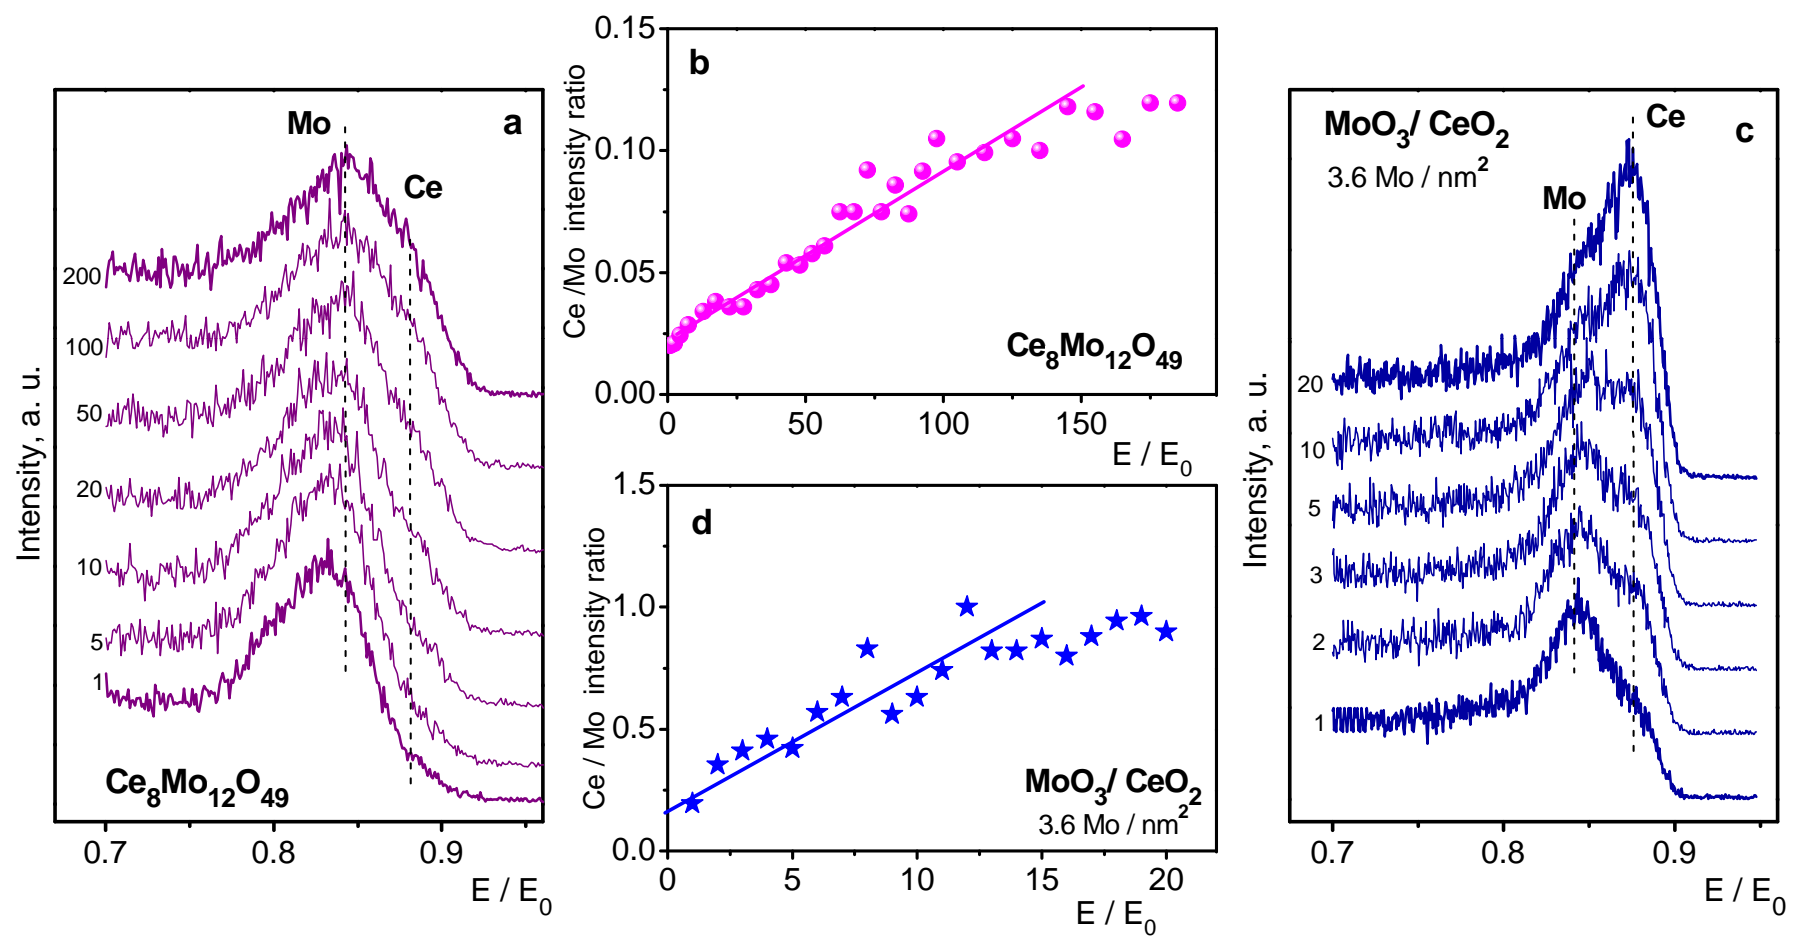 a
Mo
Ce
200
100
50
20
10
5
1
Ce8Mo12O49
Intensity, a. u.
0.7
0.8
0.9
E / E0
b
0.15
0.10
0.05
0.00
Ce /Mo intensity ratio
Ce8Mo12O49
0
50
100
150
E / E0
d
1.5
1.0
0.5
0.0
Ce / Mo intensity ratio
MoO3/ CeO2
3.6 Mo / nm2
0
5
10
15
20
E / E0
MoO3/ CeO2
3.6 Mo / nm2
c
Ce
Mo
20
10
5
3
2
1
Intensity, a. u.
0.7
0.8
0.9
E / E0